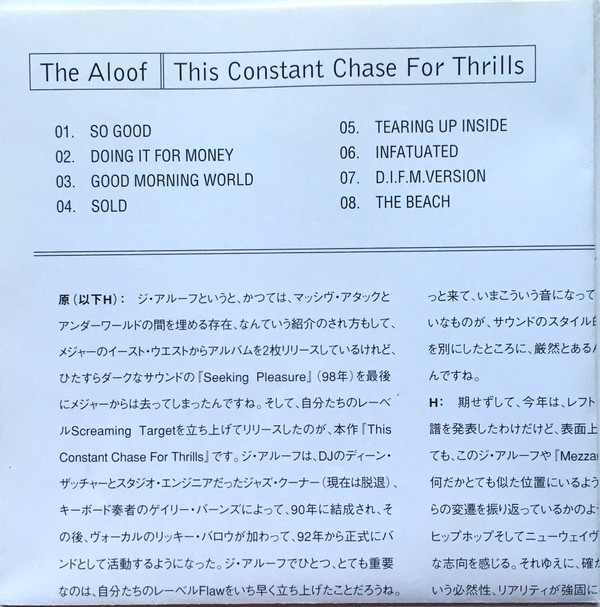 The Aloof | This Constant Chase For Thrills
01. SO GOOD
02. DOING IT FOR MONEY
03. GOOD MORNING WORLD
04. SOLD
05. TEARING UP INSIDE
06. INFATUATED
07. D.I.F.M.VERSION
08. THE BEACH
原（以下H）： ジ・アルーフというと、かつては、マッシヴ・アタックと
アンダーワールドの間を埋める存在、なんていう紹介のされ方もして、
メジャーのイースト・ウエストからアルバムを2枚リリースしているけれど、
ひたすらダークなサウンドの『Seeking Pleasure』（98年）を最後
にメジャーからは去ってしまったんですね。そして、自分たちのレーベ
ルScreaming Targetを立ち上げてリリースしたのが、本作『This
Constant Chase For Thrills』です。ジ・アルーフは、DJのディーン・
ザッチャーとスタジオ・エンジニアだったジャズ・クーナー（現在は脱退）、
キーボード奏者のゲイリー・バーンズによって、90年に結成され、そ
の後、ヴォーカルのリッキー・バロウが加わって、92年から正式にバ
ンドとして活動するようになった。ジ・アルーフでひとつ、とても重要
なのは、自分たちのレーベルFlawをいち早く立ち上げたことだろうね。
っと来て、いまこういう音になって
いなものが、サウンドのスタイル
を別にしたところに、厳然とある
んですね。
H： 期せずして、今年は、レフト
譜を発表したわけだけど、表面上
ても、このジ・アルーフや『Mezza
何だかとても似た位置にいるよう
らの変遷を振り返っているかのよ
ヒップホップそしてニューウェイヴ
な志向を感じる。それゆえに、確
いう必然性、リアリティが強固に